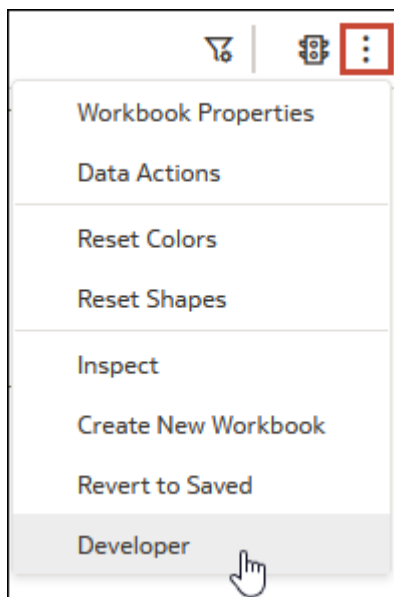 Workbook Properties
Data Actions
Reset Colors
Reset Shapes
Inspect
Create New Workbook
Revert to Saved
Developer